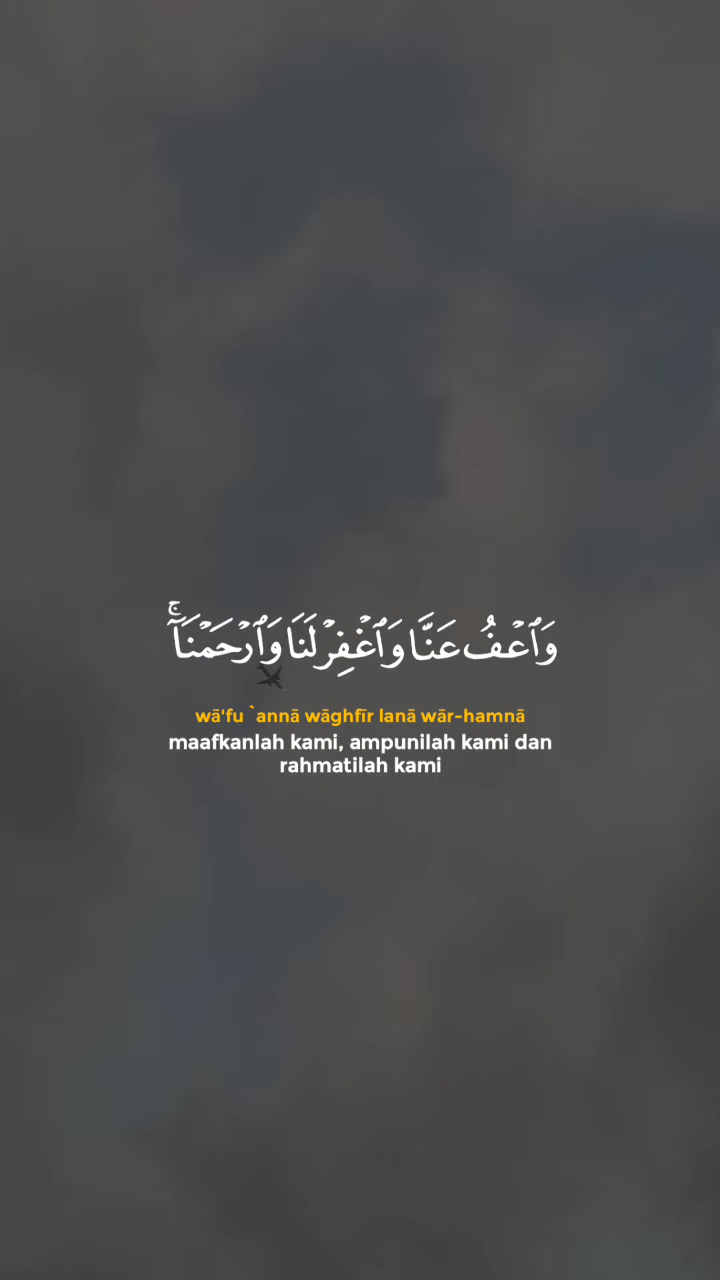 وَٱعۡفُ عَنَّا وَٱغۡفِرۡ لَنَا وَٱرۡحَمۡنَآۚ
wā'fu `annā wāghfīr lanā wār-hamnā
maafkanlah kami, ampunilah kami dan
rahmatilah kami